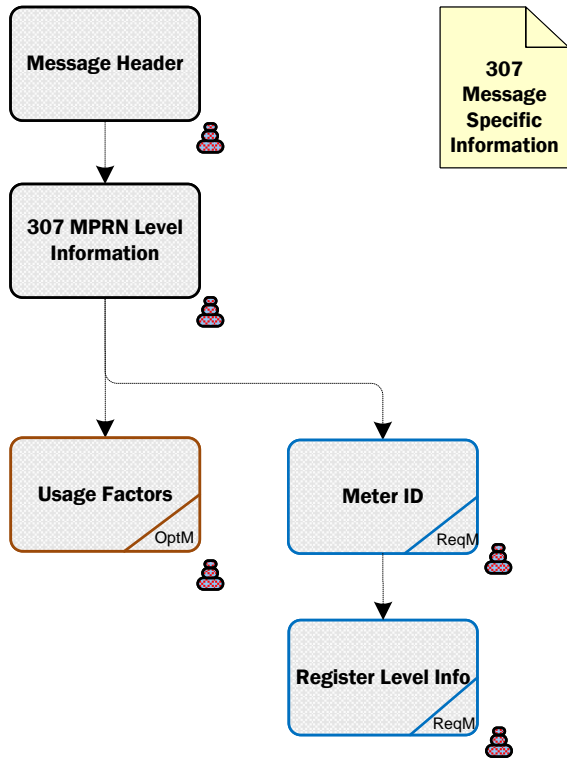 Message Header
307
Message
Specific
Information
307 MPRN Level
Information
Usage Factors
OptM
Meter ID
ReqM
Register Level Info
ReqM